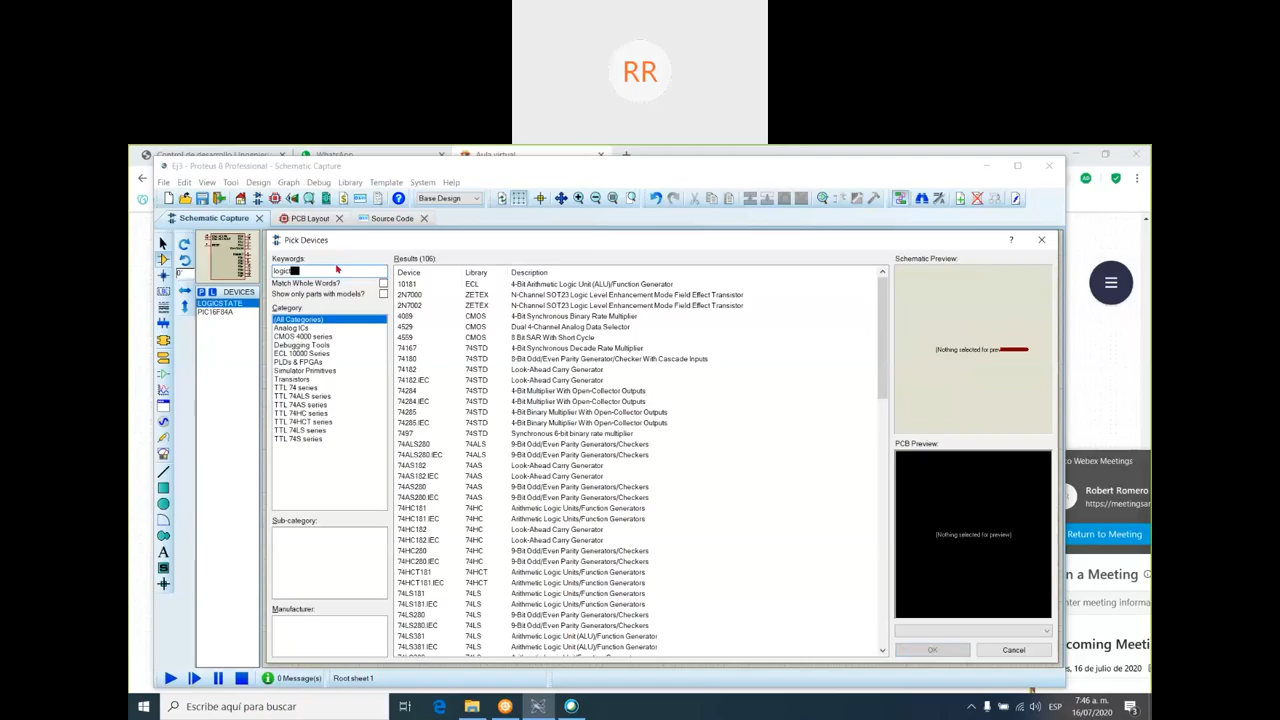 RR
Control de desarrollo I.ingenier
WhatsApp
Aula virtual
Ej3 - Proteus 8 Professional - Schematic Capture
File Edit View Tool Design Graph Debug Library Template System Help
Base Design
Schematic Capture
PCB Layout
Source Code
Pick Devices
Keywords:
logict
Match Whole Words?
Show only parts with models?
Category:
(All Categories)
Analog ICs
CMOS 4000 series
Debugging Tools
ECL 10000 Series
PLDs & FPGAs
Simulator Primitives
Transistors
TTL 74 series
TTL 74ALS series
TTL 74AS series
TTL 74HC series
TTL 74HCT series
TTL 74LS series
TTL 74S series
Sub-category:
Manufacturer:
P L DEVICES
LOGICSTATE
PIC16F84A
Results (106):
Device Library Description
10181 ECL 4-Bit Arithmetic Logic Unit (ALU)/Function Generator
2N7000 ZETEX N-Channel SOT23 Logic Level Enhancement Mode Field Effect Transistor
2N7002 ZETEX N-Channel SOT23 Logic Level Enhancement Mode Field Effect Transistor
4089 CMOS 4-Bit Synchronous Binary Rate Multiplier
4529 CMOS Dual 4-Channel Analog Data Selector
4559 CMOS 8 Bit SAR With Short Cycle
74167 74STD 4-Bit Synchronous Decade Rate Multiplier
74180 74STD 8-Bit Odd/Even Parity Generator/Checker With Cascade Inputs
74182 74STD Look-Ahead Carry Generator
74182.IEC 74STD Look-Ahead Carry Generator
74284 74STD 4-Bit Multiplier With Open-Collector Outputs
74284.IEC 74STD 4-Bit Multiplier With Open-Collector Outputs
74285 74STD 4-Bit Binary Multiplier With Open-Collector Outputs
74285.IEC 74STD 4-Bit Binary Multiplier With Open-Collector Outputs
7497 74STD Synchronous 6-bit binary rate multiplier
74ALS280 74ALS 9-Bit Odd/Even Parity Generators/Checkers
74ALS280.IEC 74ALS 9-Bit Odd/Even Parity Generators/Checkers
74AS182 74AS Look-Ahead Carry Generator
74AS182.IEC 74AS Look-Ahead Carry Generator
74AS280 74AS 9-Bit Odd/Even Parity Generators/Checkers
74AS280.IEC 74AS 9-Bit Odd/Even Parity Generators/Checkers
74HC181 74HC Arithmetic Logic Units/Function Generators
74HC181.IEC 74HC Arithmetic Logic Units/Function Generators
74HC182 74HC Look-Ahead Carry Generator
74HC182.IEC 74HC Look-Ahead Carry Generator
74HC280 74HC 9-Bit Odd/Even Parity Generators/Checkers
74HC280.IEC 74HC 9-Bit Odd/Even Parity Generators/Checkers
74HCT181 74HCT Arithmetic Logic Units/Function Generators
74HCT181.IEC 74HCT Arithmetic Logic Units/Function Generators
74LS181 74LS Arithmetic Logic Units/Function Generators
74LS181.IEC 74LS Arithmetic Logic Units/Function Generators
74LS280 74LS 9-Bit Odd/Even Parity Generators/Checkers
74LS280.IEC 74LS 9-Bit Odd/Even Parity Generators/Checkers
74LS381 74LS Arithmetic Logic Unit (ALU)/Function Generator
74LS381.IEC 74LS Arithmetic Logic Unit (ALU)/Function Generator
Schematic Preview:
(Nothing selected for prev
PCB Preview:
(Nothing selected for preview)
OK
Cancel
0 Message(s)
Root sheet 1
co Webex Meetings
Robert Romero
https://meetingsar
Return to Meeting
n a Meeting
nter meeting informa
coming Meeti
es, 16 de julio de 2020
Escribe aquí para buscar
ESP
7:46 a. m.
16/07/2020
3